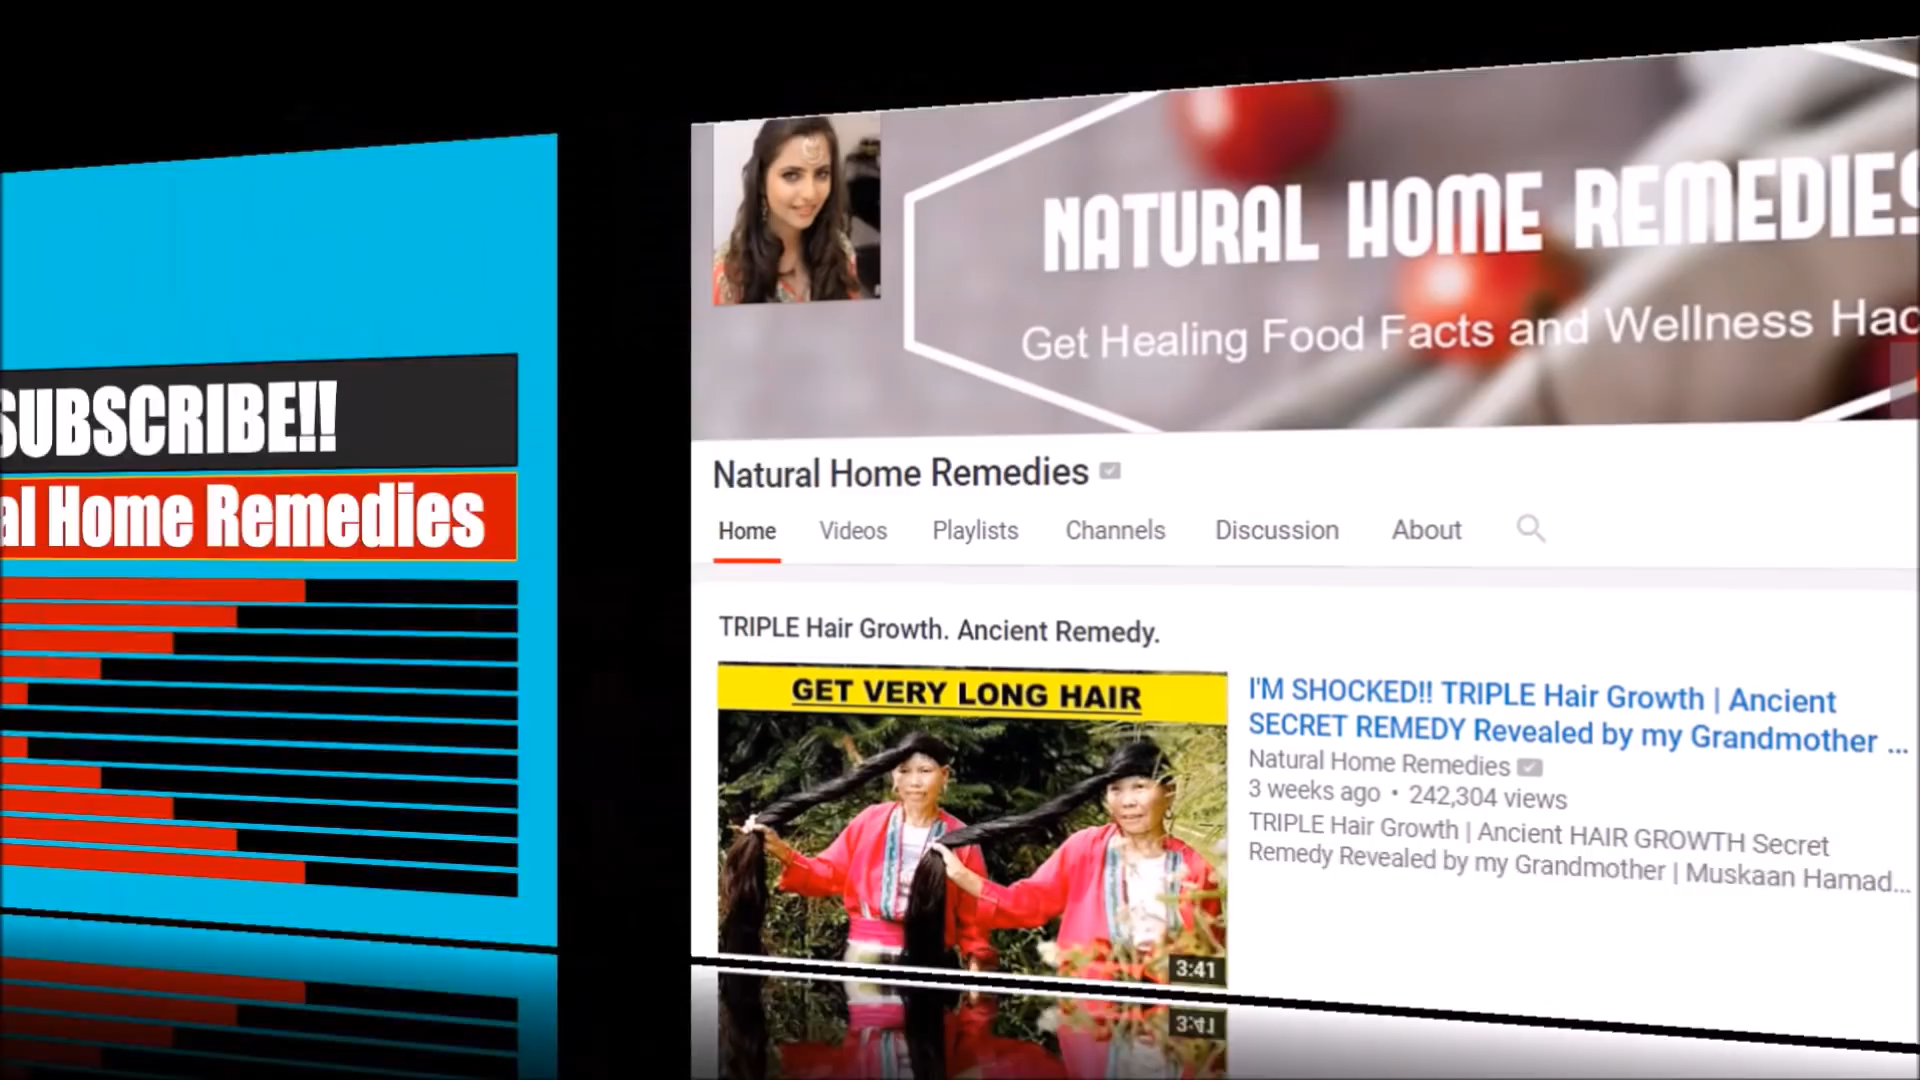 SUBSCRIBE!!
al Home Remedies
NATURAL HOME REMEDIES
Get Healing Food Facts and Wellness Hac
Natural Home Remedies
Home Videos Playlists Channels Discussion About
TRIPLE Hair Growth. Ancient Remedy.
GET VERY LONG HAIR
3:41
I'M SHOCKED!! TRIPLE Hair Growth | Ancient
SECRET REMEDY Revealed by my Grandmother ...
Natural Home Remedies
3 weeks ago • 242,304 views
TRIPLE Hair Growth | Ancient HAIR GROWTH Secret
Remedy Revealed by my Grandmother | Muskaan Hamad...
3:41